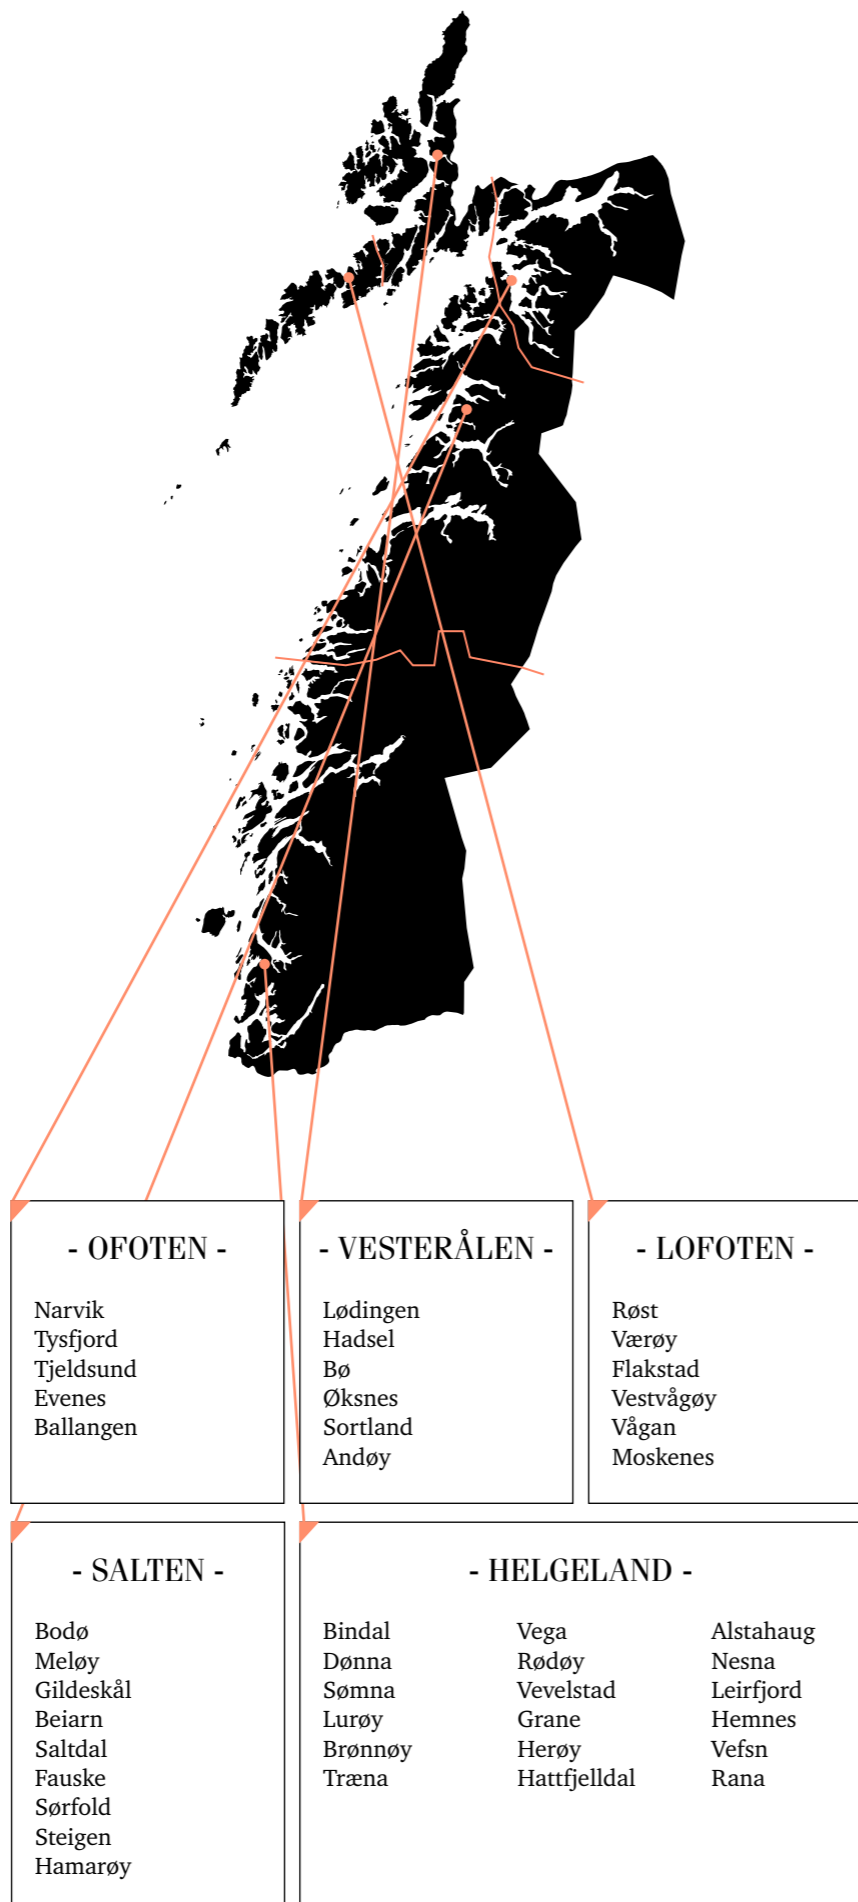 - OFOTEN -
Narvik
Tysfjord
Tjeldsund
Evenes
Ballangen
- VESTERÅLEN -
Lødingen
Hadsel
Bø
Øksnes
Sortland
Andøy
- LOFOTEN -
Røst
Værøy
Flakstad
Vestvågøy
Vågan
Moskenes
- SALTEN -
Bodø
Meløy
Gildeskål
Beiarn
Saltdal
Fauske
Sørfold
Steigen
Hamarøy
- HELGELAND -
Bindal
Dønna
Sømna
Lurøy
Brønnøy
Træna
Vega
Rødøy
Vevelstad
Grane
Herøy
Hattfjelldal
Alstahaug
Nesna
Leirfjord
Hemnes
Vefsn
Rana